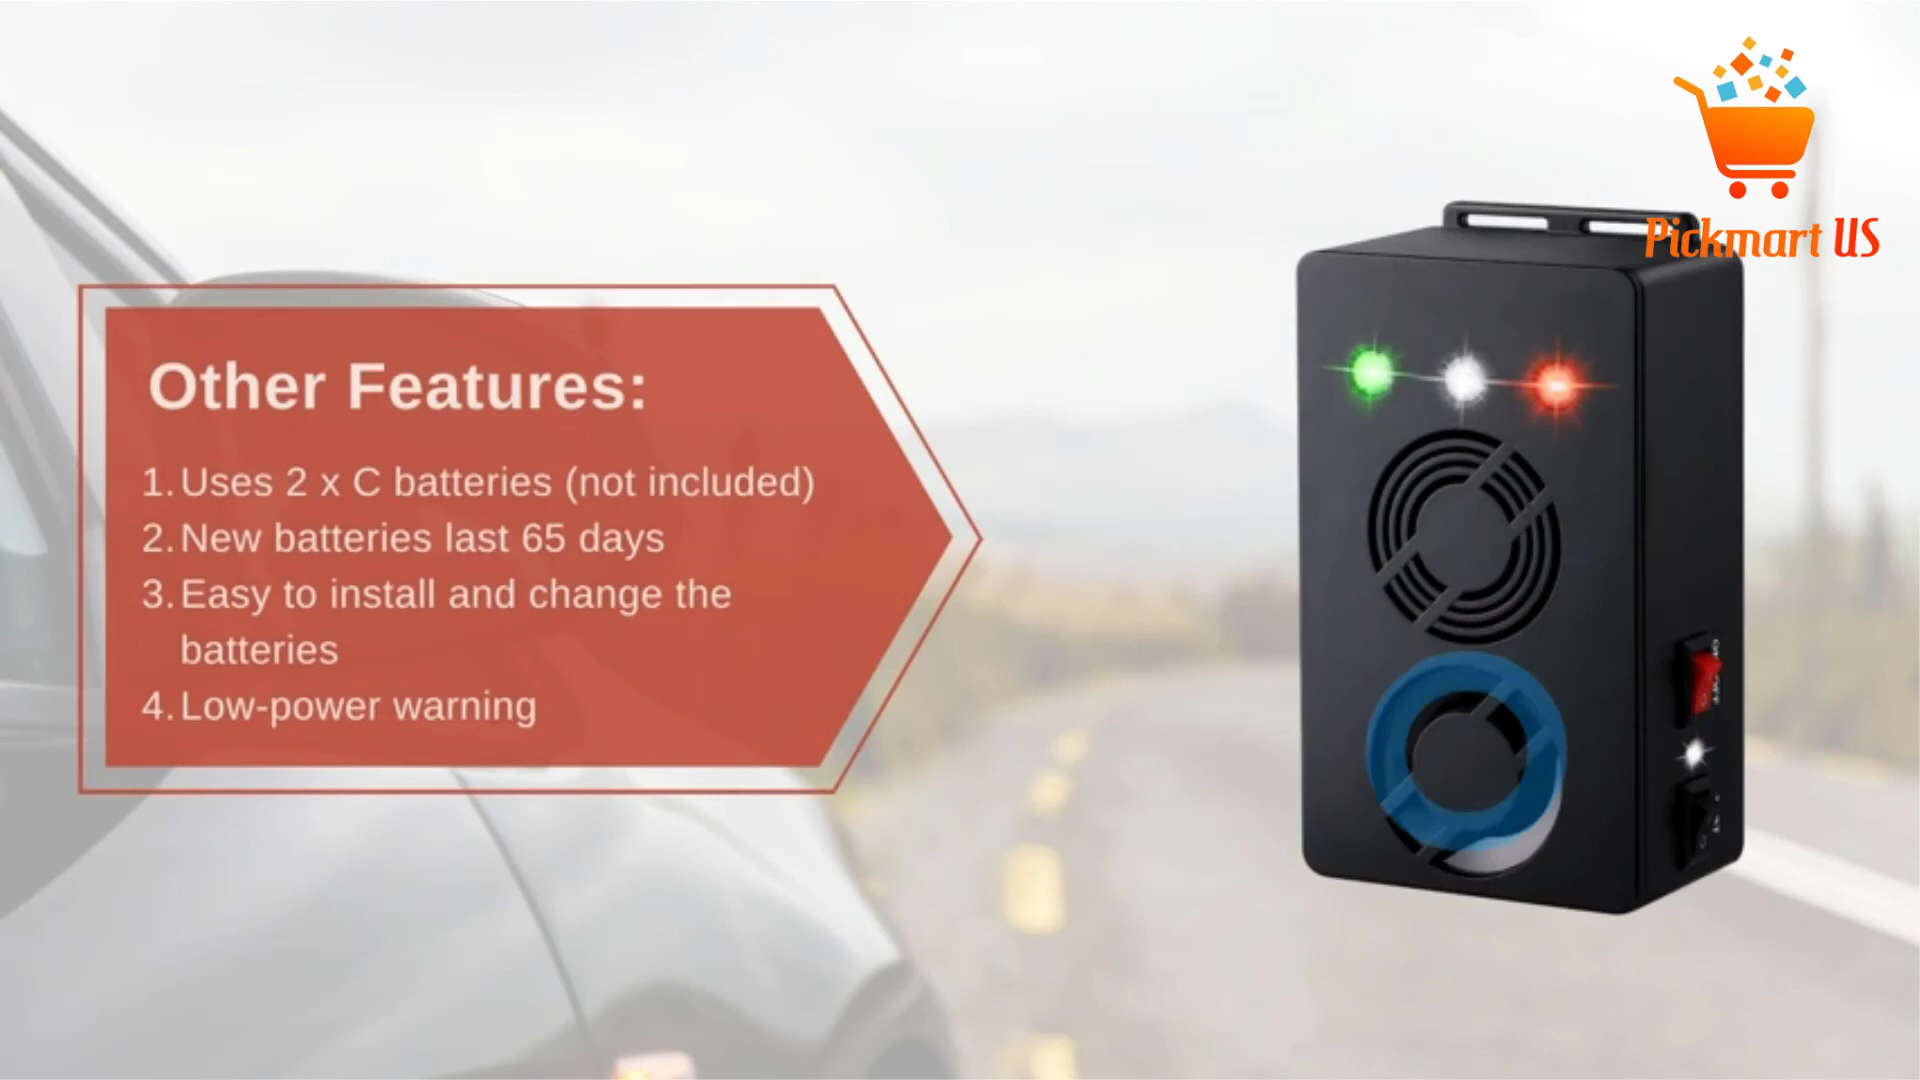 Pickmart US
Other Features:
1. Uses 2 x C batteries (not included)
2. New batteries last 65 days
3. Easy to install and change the
batteries
4. Low-power warning